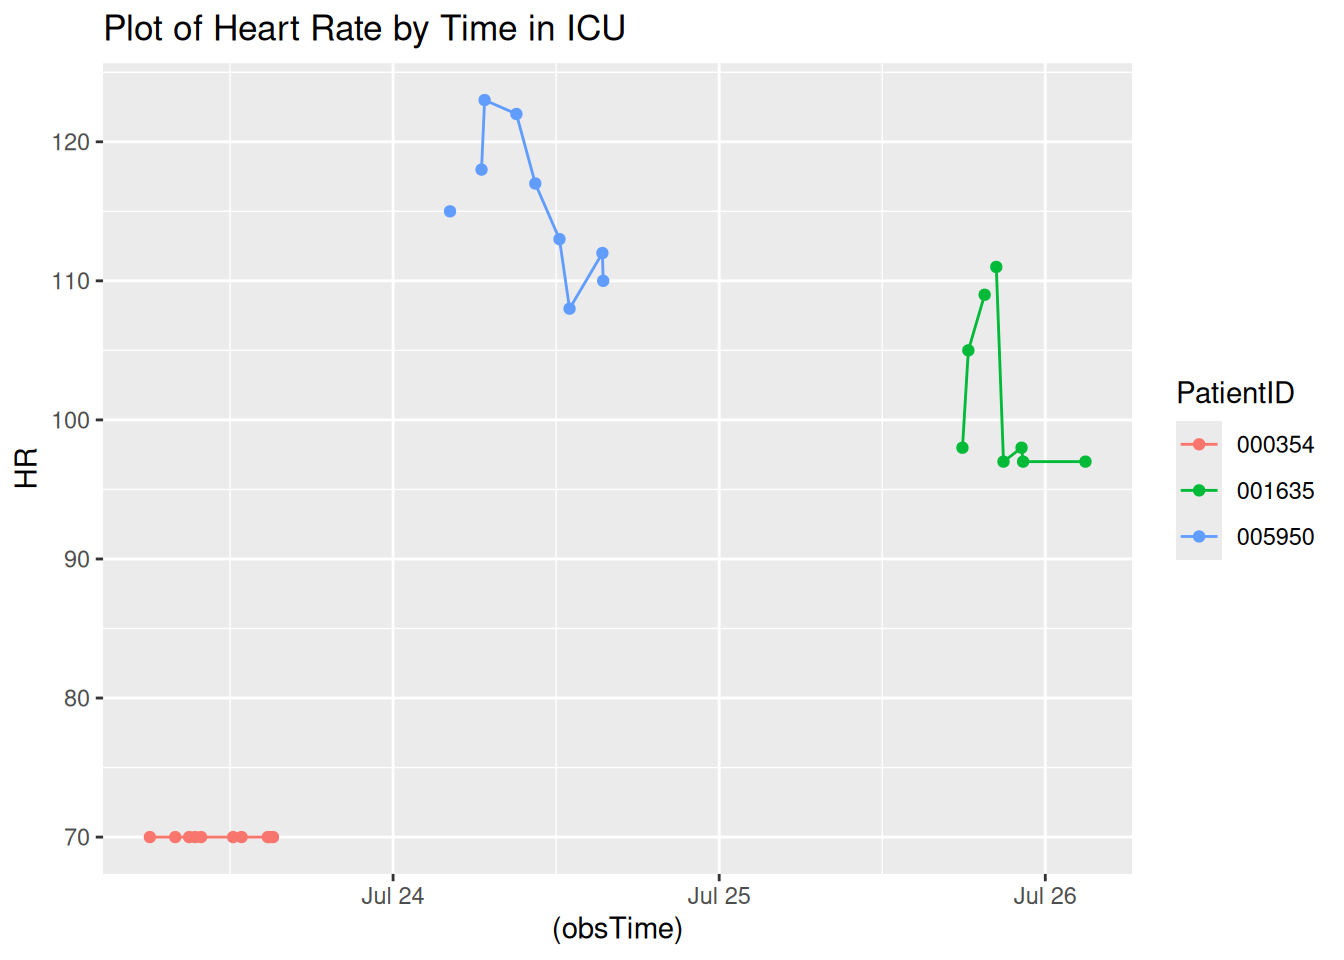 Plot of Heart Rate by Time in ICU
120
110
100
90
80
70
HR
Jul 24
Jul 25
Jul 26
(obsTime)
PatientID
000354
001635
005950